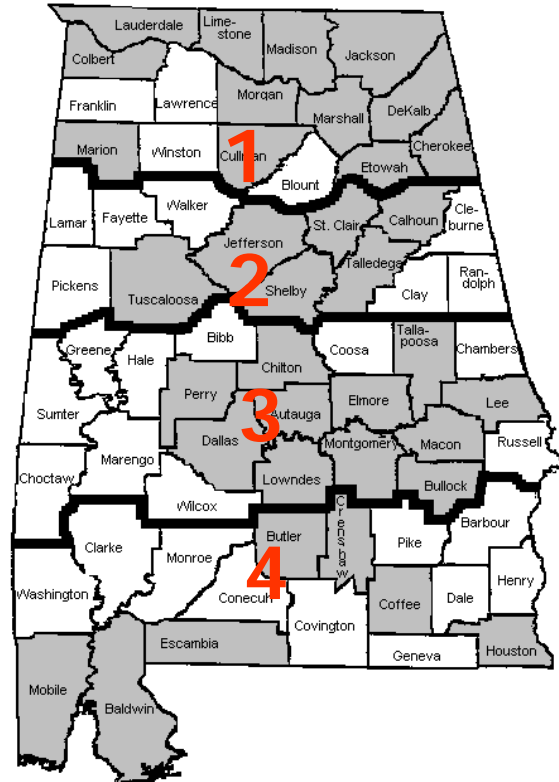 Lauderdale
Lime-
stone
Madison
Jackson
Colbert
Franklin
Lawrence
Morgan
Marshall
DeKalb
Cherokee
Marion
Winston
Cullman
1
Blount
Etowah
Lamar
Fayette
Walker
Jefferson
St. Clair
Calhoun
Cle-
burne
Talledega
Pickens
Tuscaloosa
2
Shelby
Clay
Ran-
dolph
Greene
Hale
Bibb
Chilton
Coosa
Talla-
poosa
Chambers
Sumter
Perry
3
Autauga
Elmore
Lee
Dallas
Montgomery
Macon
Russell
Choctaw
Marengo
Lowndes
Bullock
Wilcox
Clarke
Monroe
Butler
Crenshaw
Pike
Barbour
4
Washington
Conecuh
Covington
Coffee
Dale
Henry
Escambia
Geneva
Houston
Mobile
Baldwin